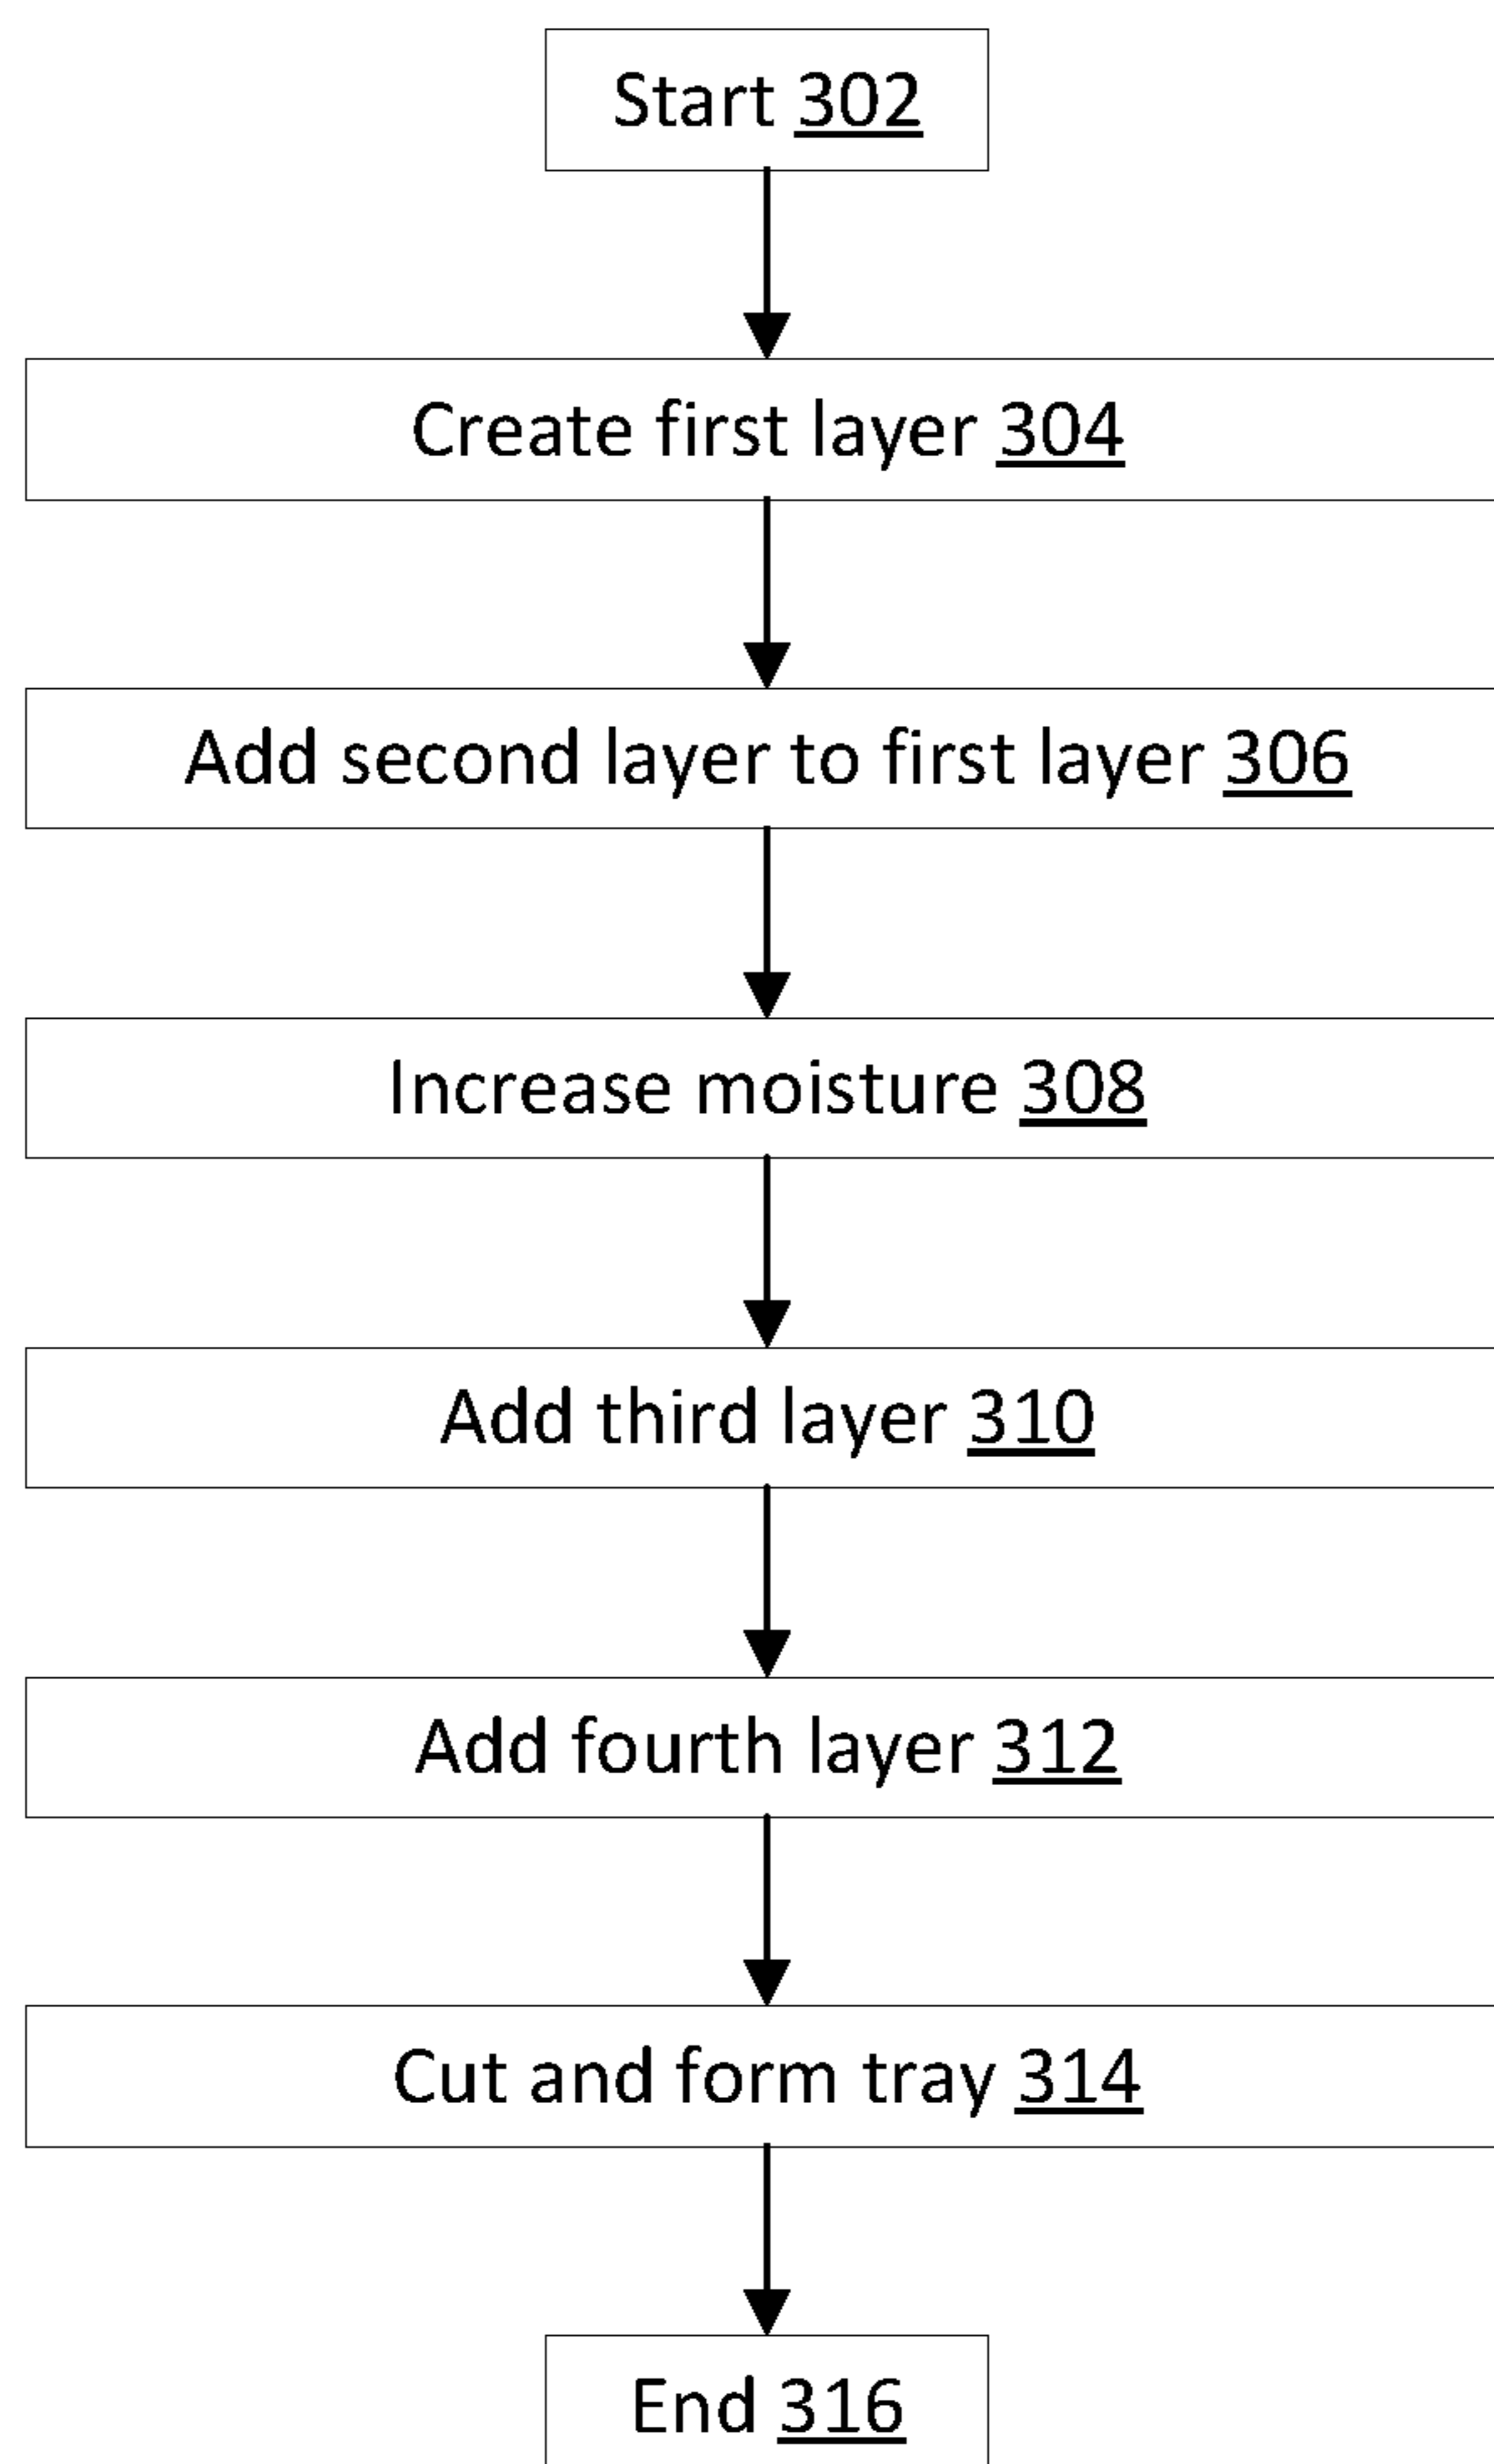 Start 302
Create first layer 304
Add second layer to first layer 306
Increase moisture 308
Add third layer 310
Add fourth layer 312
Cut and form tray 314
End 316